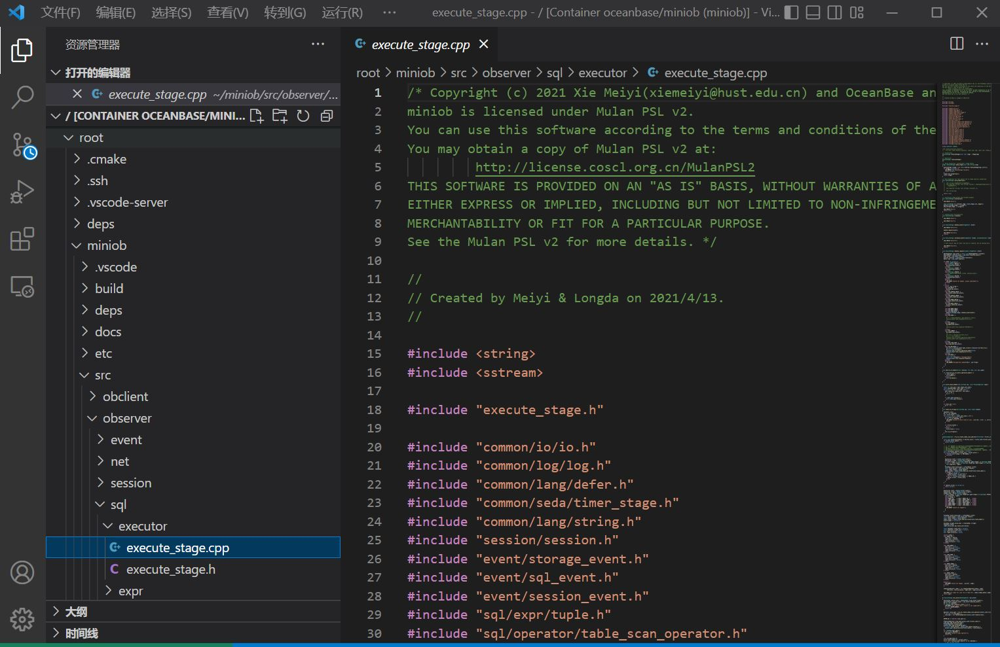 文件(F) 编辑(E) 选择(S) 查看(V) 转到(G) 运行(R) ··· execute_stage.cpp - / [Container oceanbase/miniob (miniob)] - Vi...
资源管理器 ···
打开的编辑器
execute_stage.cpp ~/miniob/src/observer/...
/ [CONTAINER OCEANBASE/MINI...
root
.cmake
.ssh
.vscode-server
deps
miniob
.vscode
build
deps
docs
etc
src
obclient
observer
event
net
session
sql
executor
execute_stage.cpp
C execute_stage.h
expr
大纲
时间线
execute_stage.cpp
root > miniob > src > observer > sql > executor > execute_stage.cpp
1 /* Copyright (c) 2021 Xie Meiyi(xiemeiyi@hust.edu.cn) and OceanBase an
2 miniob is licensed under Mulan PSL v2.
3 You can use this software according to the terms and conditions of the
4 You may obtain a copy of Mulan PSL v2 at:
5 http://license.coscl.org.cn/MulanPSL2
6 THIS SOFTWARE IS PROVIDED ON AN "AS IS" BASIS, WITHOUT WARRANTIES OF A
7 EITHER EXPRESS OR IMPLIED, INCLUDING BUT NOT LIMITED TO NON-INFRINGEME
8 MERCHANTABILITY OR FIT FOR A PARTICULAR PURPOSE.
9 See the Mulan PSL v2 for more details. */
10
11 //
12 // Created by Meiyi & Longda on 2021/4/13.
13 //
14
15 #include <string>
16 #include <sstream>
17
18 #include "execute_stage.h"
19
20 #include "common/io/io.h"
21 #include "common/log/log.h"
22 #include "common/lang/defer.h"
23 #include "common/seda/timer_stage.h"
24 #include "common/lang/string.h"
25 #include "session/session.h"
26 #include "event/storage_event.h"
27 #include "event/sql_event.h"
28 #include "event/session_event.h"
29 #include "sql/expr/tuple.h"
30 #include "sql/operator/table_scan_operator.h"